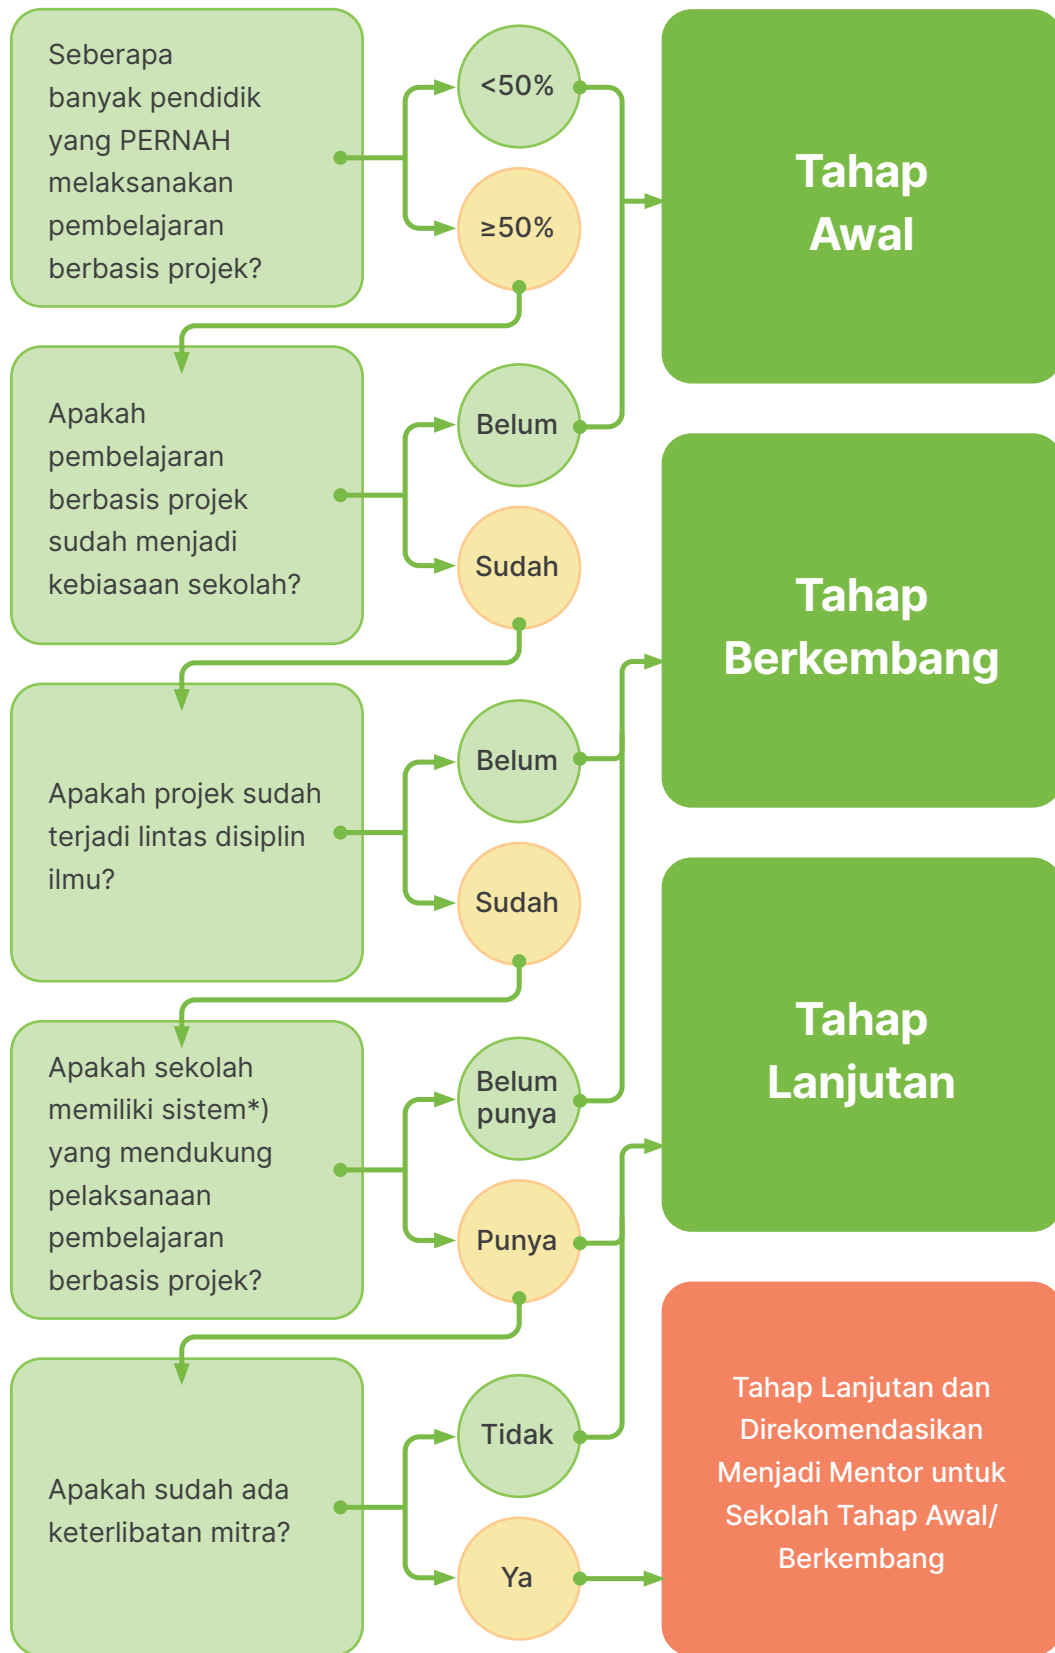 Seberapa
banyak pendidik
yang PERNAH
melaksanakan
pembelajaran
berbasis projek?
<50%
≥50%
Tahap
Awal
Apakah
pembelajaran
berbasis projek
sudah menjadi
kebiasaan sekolah?
Belum
Sudah
Tahap
Berkembang
Apakah projek sudah
terjadi lintas disiplin
ilmu?
Belum
Sudah
Tahap
Lanjutan
Apakah sekolah
memiliki sistem*)
yang mendukung
pelaksanaan
pembelajaran
berbasis projek?
Belum
punya
Punya
Apakah sudah ada
keterlibatan mitra?
Tidak
Ya
Tahap Lanjutan dan
Direkomendasikan
Menjadi Mentor untuk
Sekolah Tahap Awal/
Berkembang